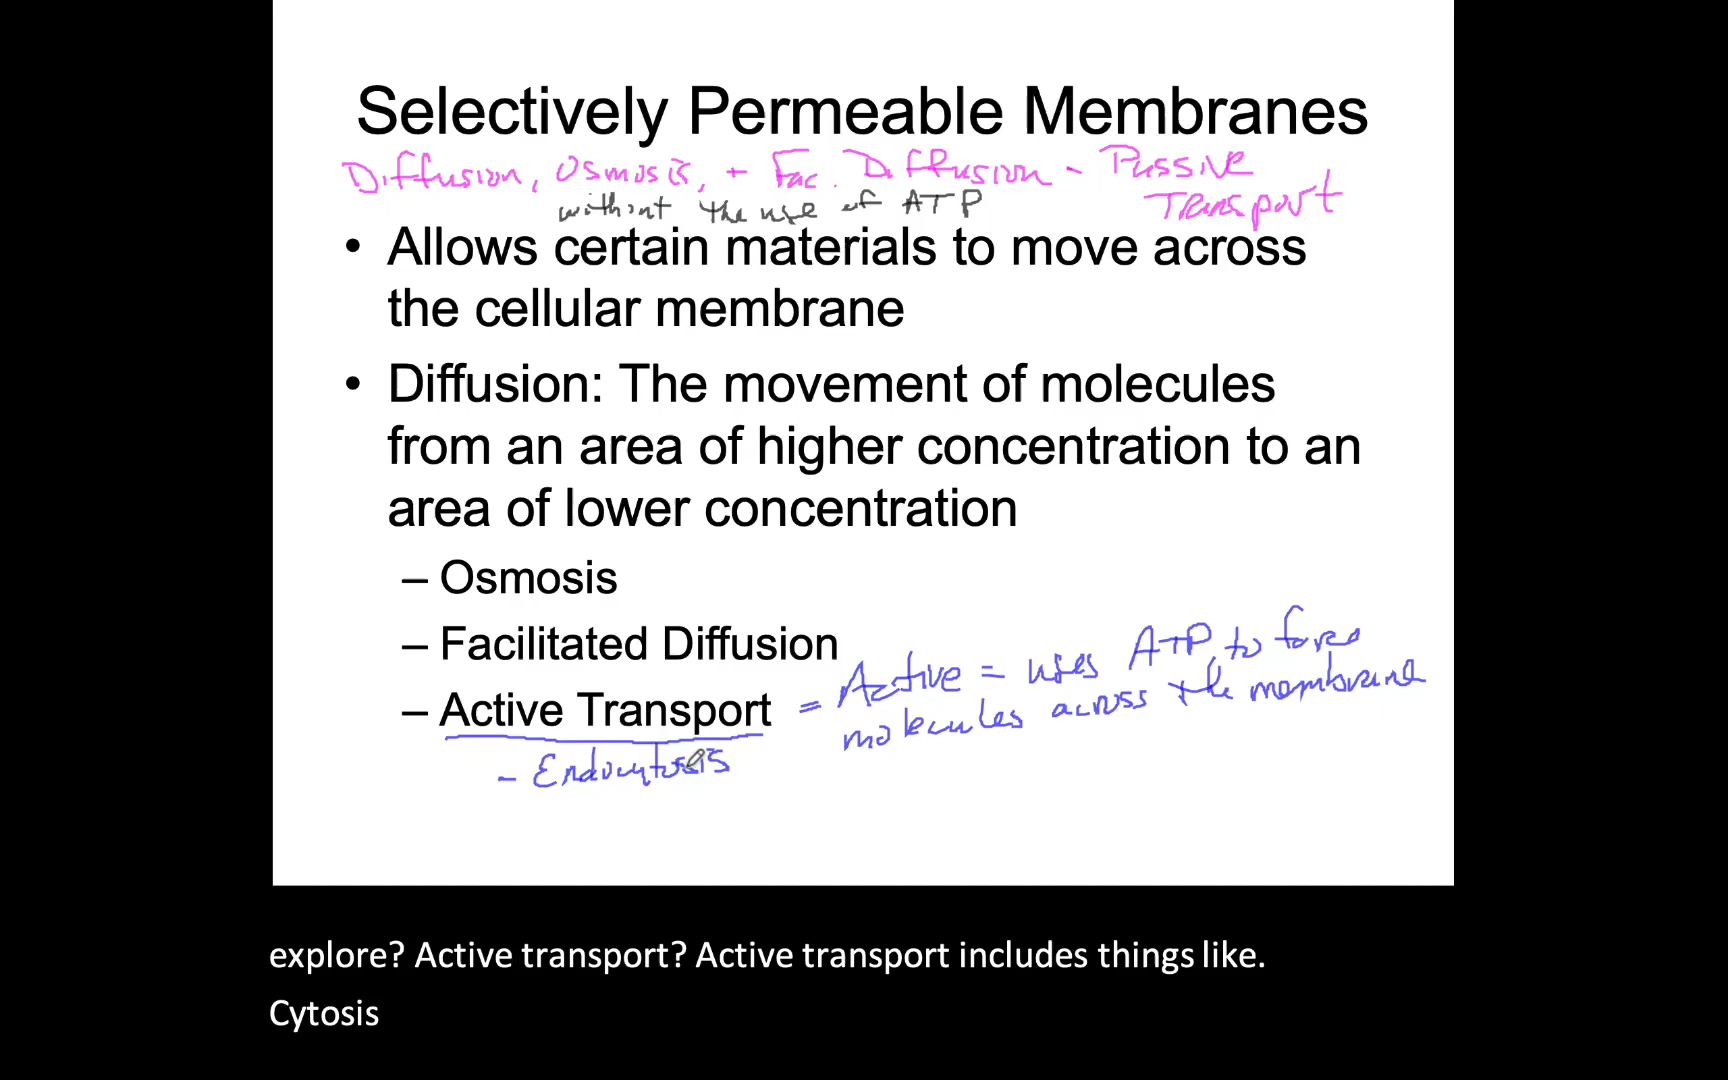 Selectively Permeable Membranes
Diffusion, Osmosis, + Fac. Diffusion - Passive
Transport
without the use of ATP
• Allows certain materials to move across
the cellular membrane
• Diffusion: The movement of molecules
from an area of higher concentration to an
area of lower concentration
– Osmosis
– Facilitated Diffusion
– Active Transport = Active = uses ATP to force
molecules across the membrane
- Endocytosis
explore? Active transport? Active transport includes things like.
Cytosis